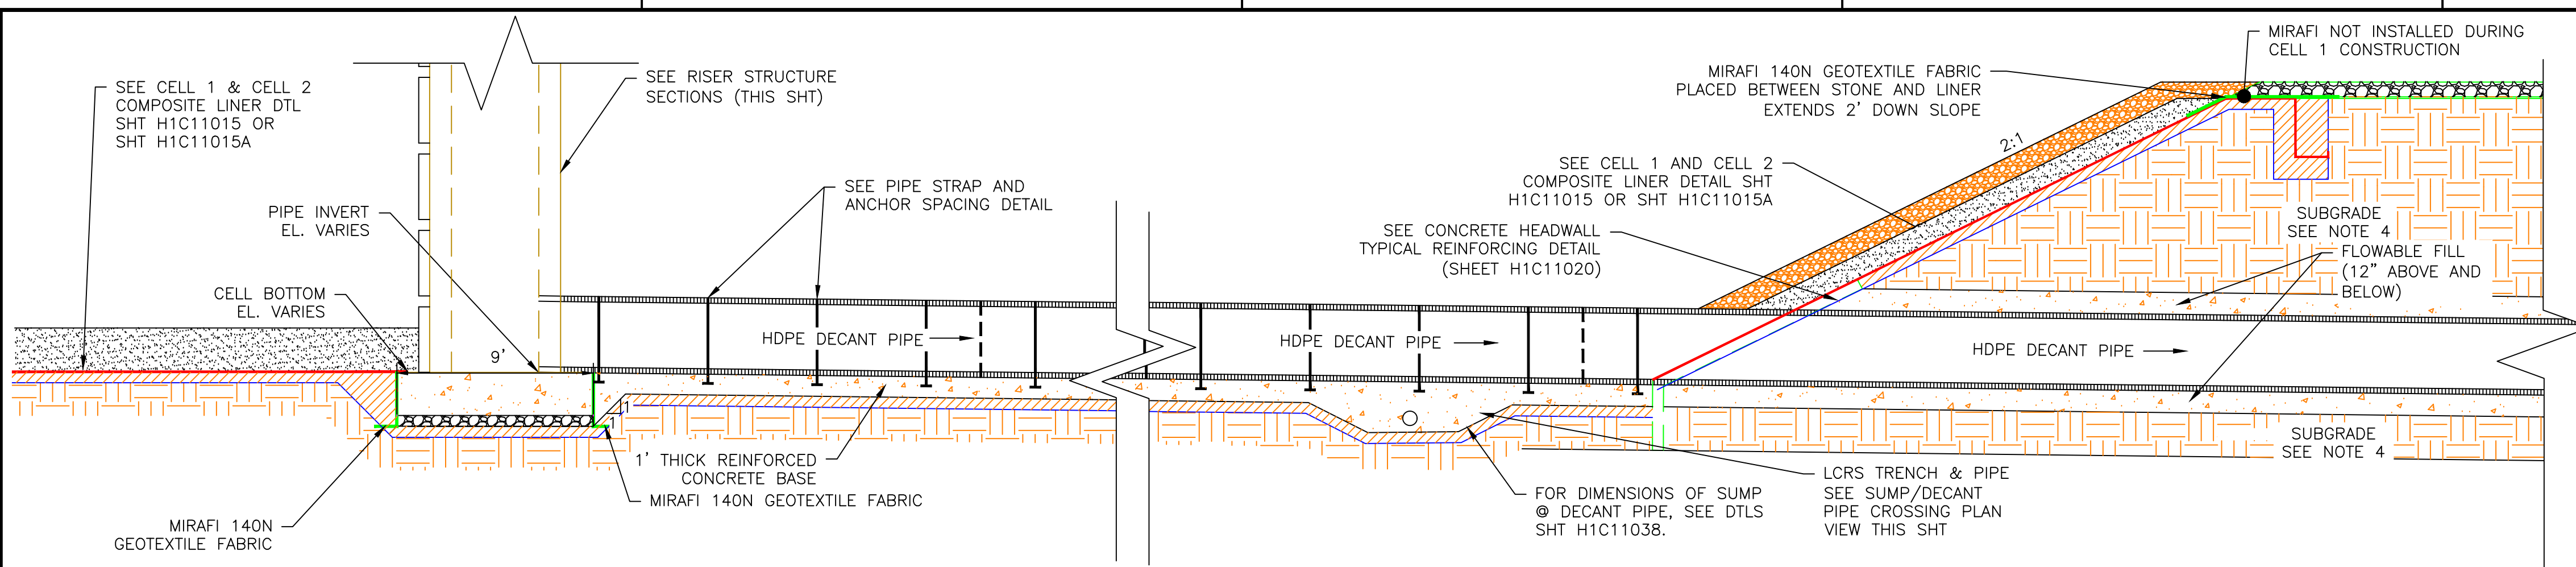 SEE CELL 1 & CELL 2
COMPOSITE LINER DTL
SHT H1C11015 OR
SHT H1C11015A
SEE RISER STRUCTURE
SECTIONS (THIS SHT)
PIPE INVERT
EL. VARIES
CELL BOTTOM
EL. VARIES
9'
SEE PIPE STRAP AND
ANCHOR SPACING DETAIL
HDPE DECANT PIPE
1
1
1' THICK REINFORCED
CONCRETE BASE
MIRAFI 140N GEOTEXTILE FABRIC
MIRAFI 140N
GEOTEXTILE FABRIC
HDPE DECANT PIPE
MIRAFI NOT INSTALLED DURING
CELL 1 CONSTRUCTION
MIRAFI 140N GEOTEXTILE FABRIC
PLACED BETWEEN STONE AND LINER
EXTENDS 2' DOWN SLOPE
2:1
SEE CELL 1 AND CELL 2
COMPOSITE LINER DETAIL SHT
H1C11015 OR SHT H1C11015A
SEE CONCRETE HEADWALL
TYPICAL REINFORCING DETAIL
(SHEET H1C11020)
SUBGRADE
SEE NOTE 4
FLOWABLE FILL
(12" ABOVE AND
BELOW)
HDPE DECANT PIPE
SUBGRADE
SEE NOTE 4
FOR DIMENSIONS OF SUMP
@ DECANT PIPE, SEE DTLS
SHT H1C11038.
LCRS TRENCH & PIPE
SEE SUMP/DECANT
PIPE CROSSING PLAN
VIEW THIS SHT